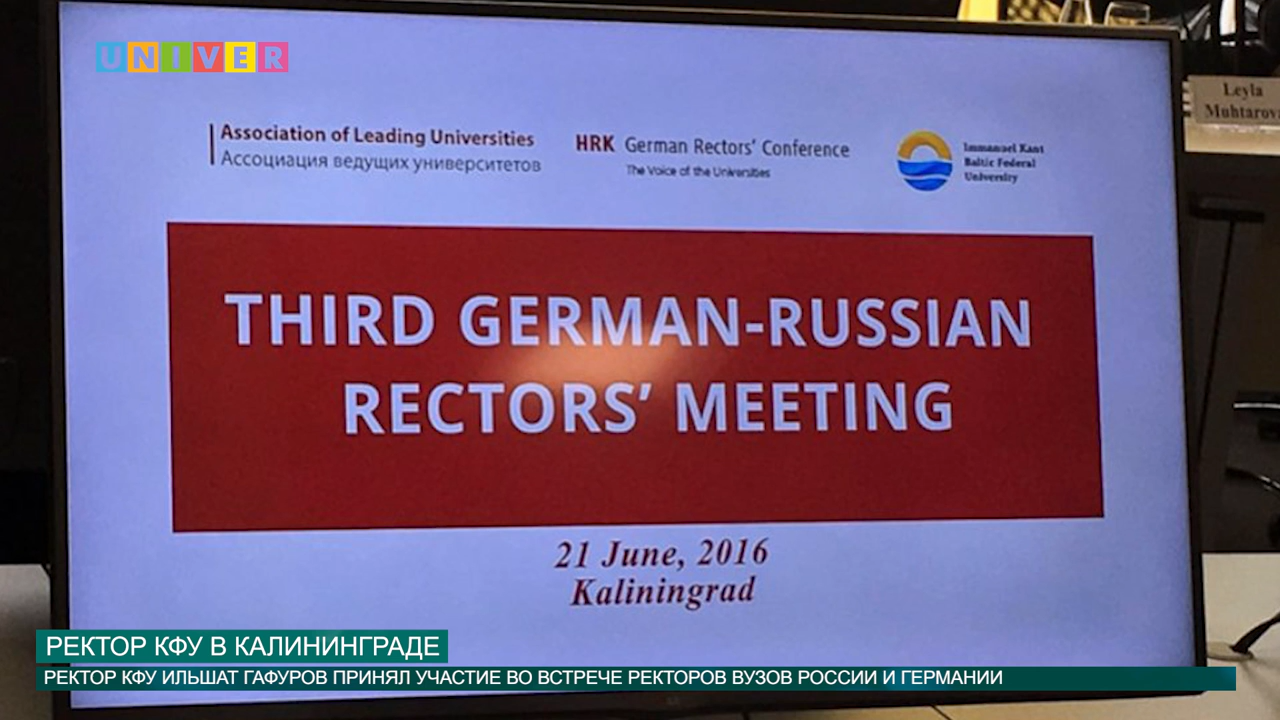 UNIVER
Leyla
Muhtarova
Association of Leading Universities
Ассоциация ведущих университетов
HRK German Rectors' Conference
The Voice of the Universities
Immanuel Kant
Baltic Federal
University
THIRD GERMAN-RUSSIAN
RECTORS' MEETING
21 June, 2016
Kaliningrad
РЕКТОР КФУ В КАЛИНИНГРАДЕ
РЕКТОР КФУ ИЛЬШАТ ГАФУРОВ ПРИНЯЛ УЧАСТИЕ ВО ВСТРЕЧЕ РЕКТОРОВ ВУЗОВ РОССИИ И ГЕРМАНИИ